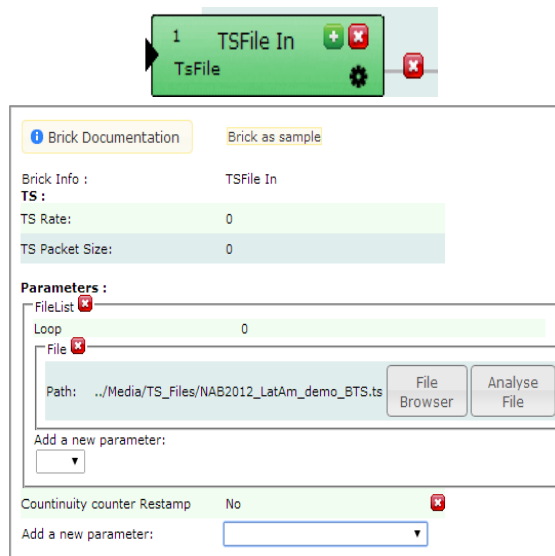 1 TSFile In
TsFile
Brick Documentation Brick as sample
Brick Info : TSFile In
TS :
TS Rate: 0
TS Packet Size: 0
Parameters :
FileList
Loop 0
File
Path: ../Media/TS_Files/NAB2012_LatAm_demo_BTS.ts File Browser Analyse File
Add a new parameter:
Countinuity counter Restamp No
Add a new parameter: